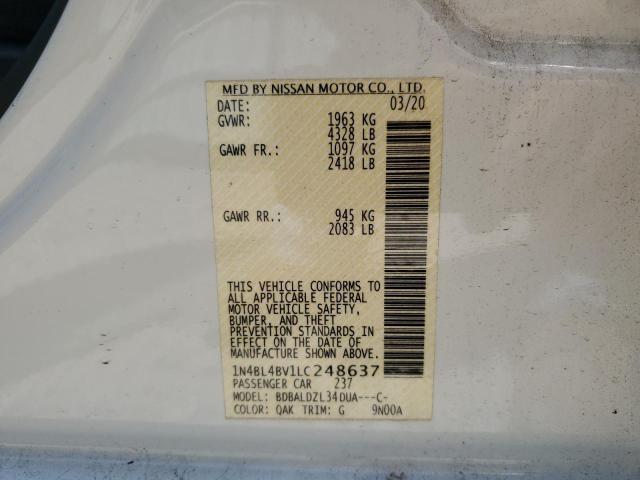 MFD BY NISSAN MOTOR CO., LTD.
DATE: 03/20
GVWR: 1963 KG
4328 LB
GAWR FR.: 1097 KG
2418 LB
GAWR RR.: 945 KG
2083 LB
THIS VEHICLE CONFORMS TO
ALL APPLICABLE FEDERAL
MOTOR VEHICLE SAFETY,
BUMPER, AND THEFT
PREVENTION STANDARDS IN
EFFECT ON THE DATE OF
MANUFACTURE SHOWN ABOVE.
1N4BL4BV1LC248637
PASSENGER CAR 237
MODEL: BDBALDZL34DUA---C-
COLOR: QAK TRIM: G 9N00A